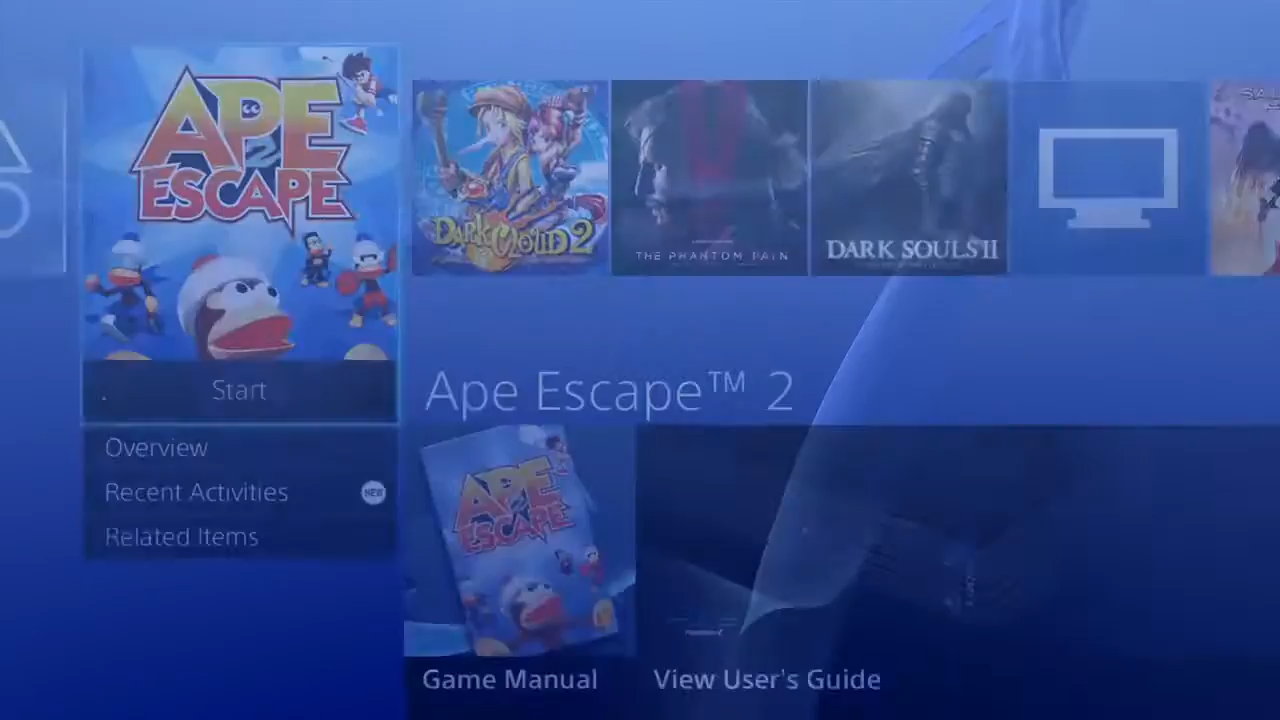 APE
2
ESCAPE
DARK CLOUD 2
V
THE PHANTOM PAIN
DARK SOULS II
Start
Ape Escape™ 2
Overview
Recent Activities
NEW
Related Items
APE
2
ESCAPE
Game Manual
View User's Guide